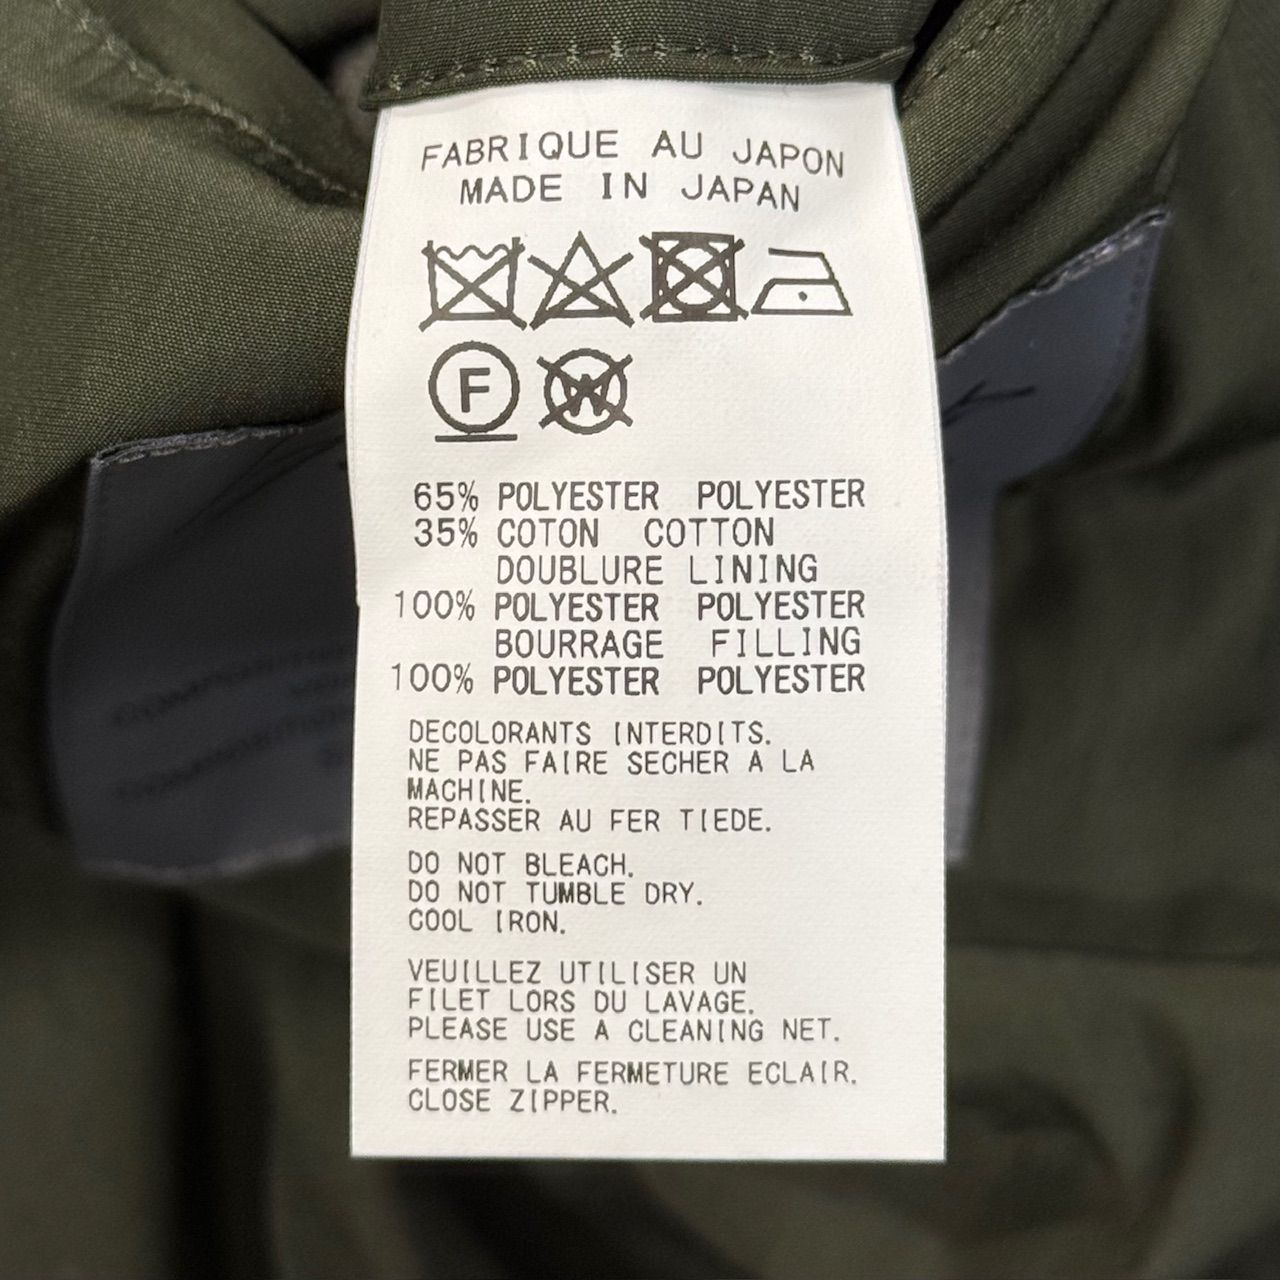 FABRIQUE AU JAPON
MADE IN JAPAN
F W
65% POLYESTER POLYESTER
35% COTON COTTON
DOUBLURE LINING
100% POLYESTER POLYESTER
BOURRAGE FILLING
100% POLYESTER POLYESTER
DECOLORANTS INTERDITS.
NE PAS FAIRE SECHER A LA
MACHINE.
REPASSER AU FER TIEDE.
DO NOT BLEACH.
DO NOT TUMBLE DRY.
COOL IRON.
VEUILLEZ UTILISER UN
FILET LORS DU LAVAGE.
PLEASE USE A CLEANING NET.
FERMER LA FERMETURE ECLAIR.
CLOSE ZIPPER.